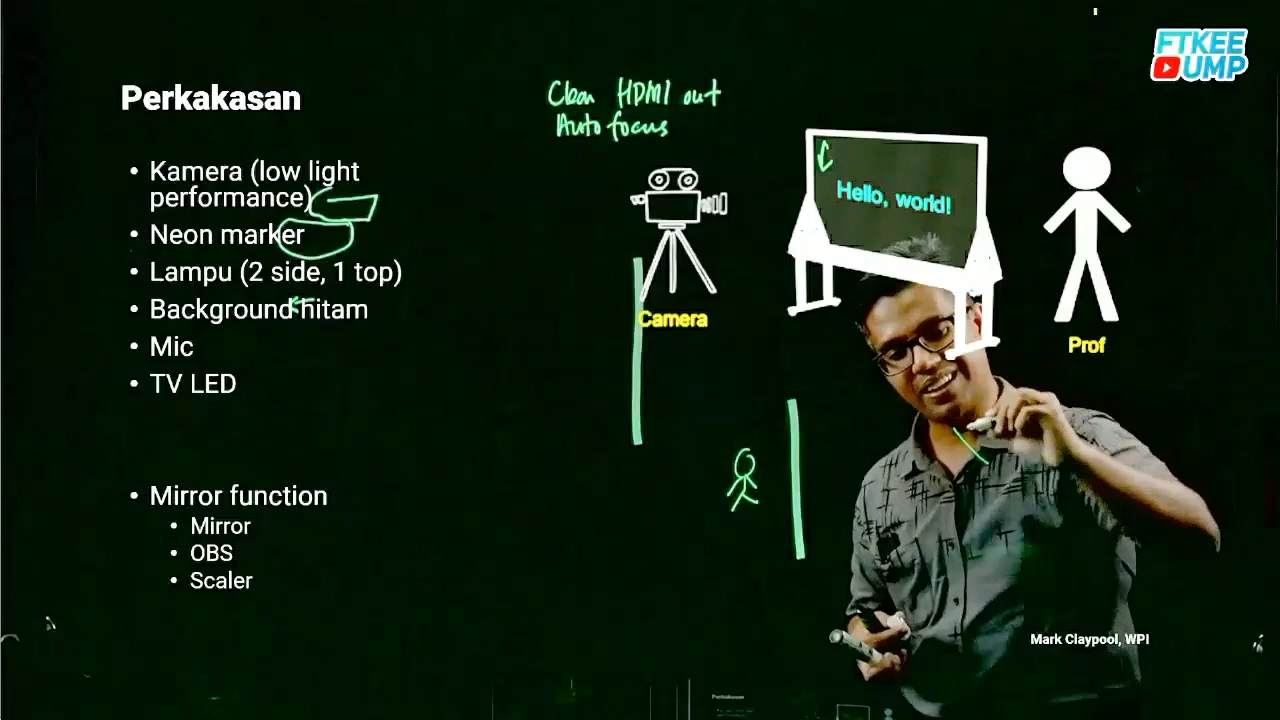 FTKEE
UMP
Perkakasan
Clean HDMI out
Auto focus
• Kamera (low light
performance)
• Neon marker
• Lampu (2 side, 1 top)
• Background hitam
• Mic
• TV LED
• Mirror function
• Mirror
• OBS
• Scaler
Hello, world!
Camera
Prof
Mark Claypool, WPI
Perkakasan